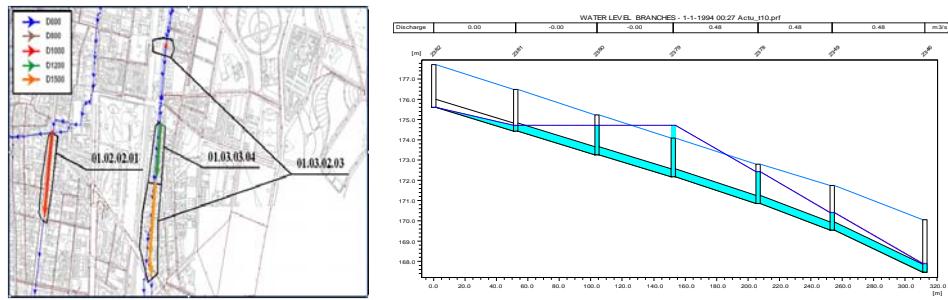 D600
D800
D1000
D1200
D1500
01.02.02.01
01.03.03.04
01.03.02.03
WATER LEVEL BRANCHES - 1-1-1994 00:27 Actu_t10.prf
Discharge 0.00 -0.00 -0.00 0.48 0.48 0.48 m3/s
2382 2381 2380 2379 2378 2349 2346
[m]
177.0
176.0
175.0
174.0
173.0
172.0
171.0
170.0
169.0
168.0
0.0 20.0 40.0 60.0 80.0 100.0 120.0 140.0 160.0 180.0 200.0 220.0 240.0 260.0 280.0 300.0 320.0
[m]